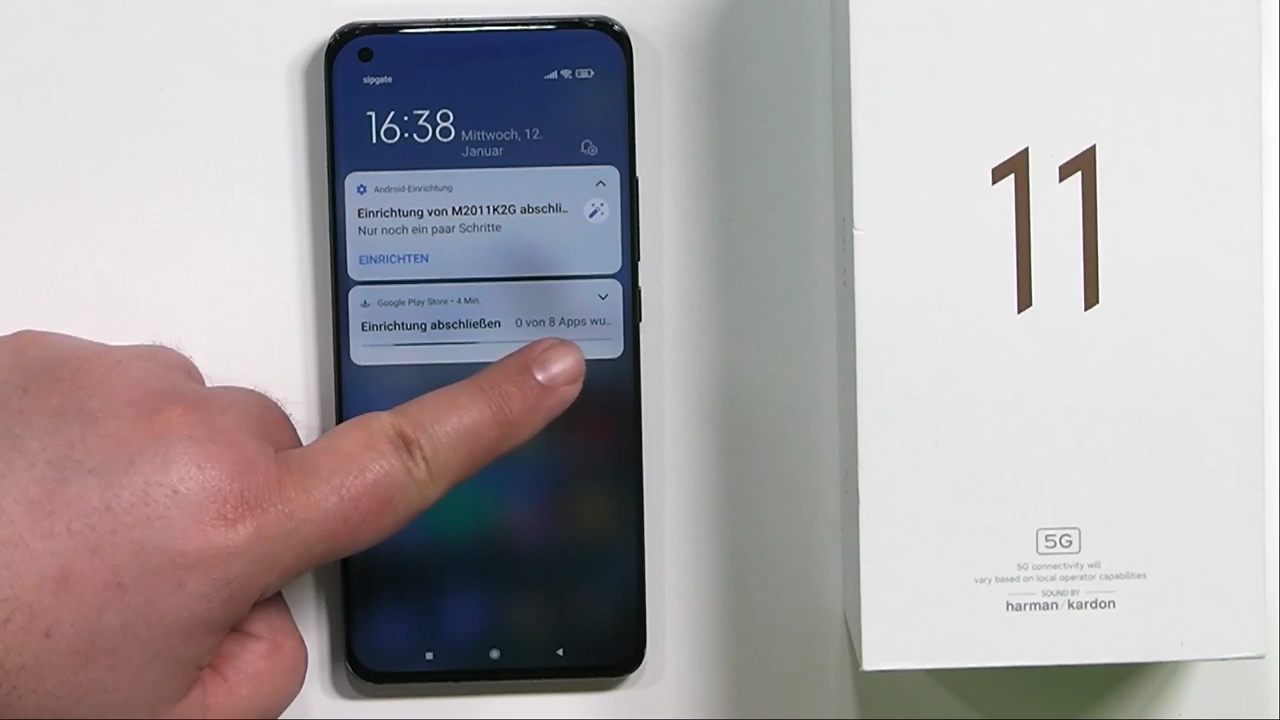 sipgate
16:38
Mittwoch, 12.
Januar
Android-Einrichtung
Einrichtung von M2011K2G abschli..
Nur noch ein paar Schritte
EINRICHTEN
Google Play Store • 4 Min.
Einrichtung abschließen 0 von 8 Apps wu..
11
5G
5G connectivity will
vary based on local operator capabilities
SOUND BY
harman/kardon